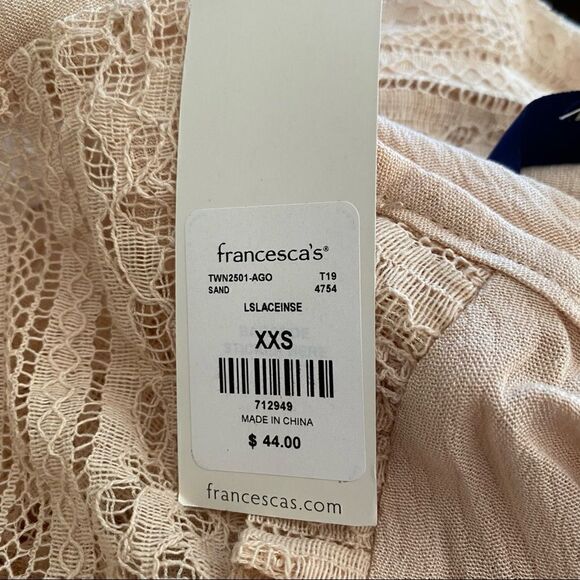 francesca's®
TWN2501-AGO T19
SAND 4754
LSLACEINSE
XXS
712949
MADE IN CHINA
$ 44.00
francescas.com